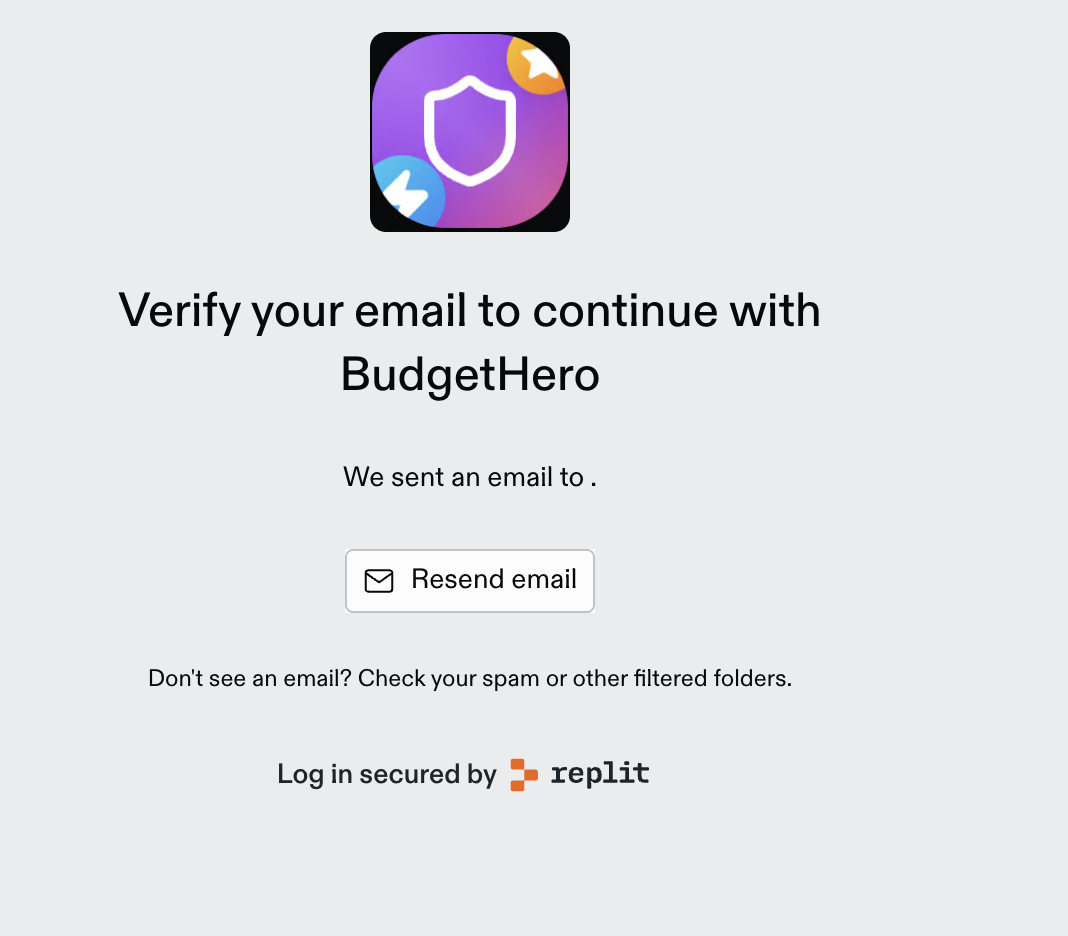 Verify your email to continue with
BudgetHero
We sent an email to .
Resend email
Don't see an email? Check your spam or other filtered folders.
Log in secured by replit